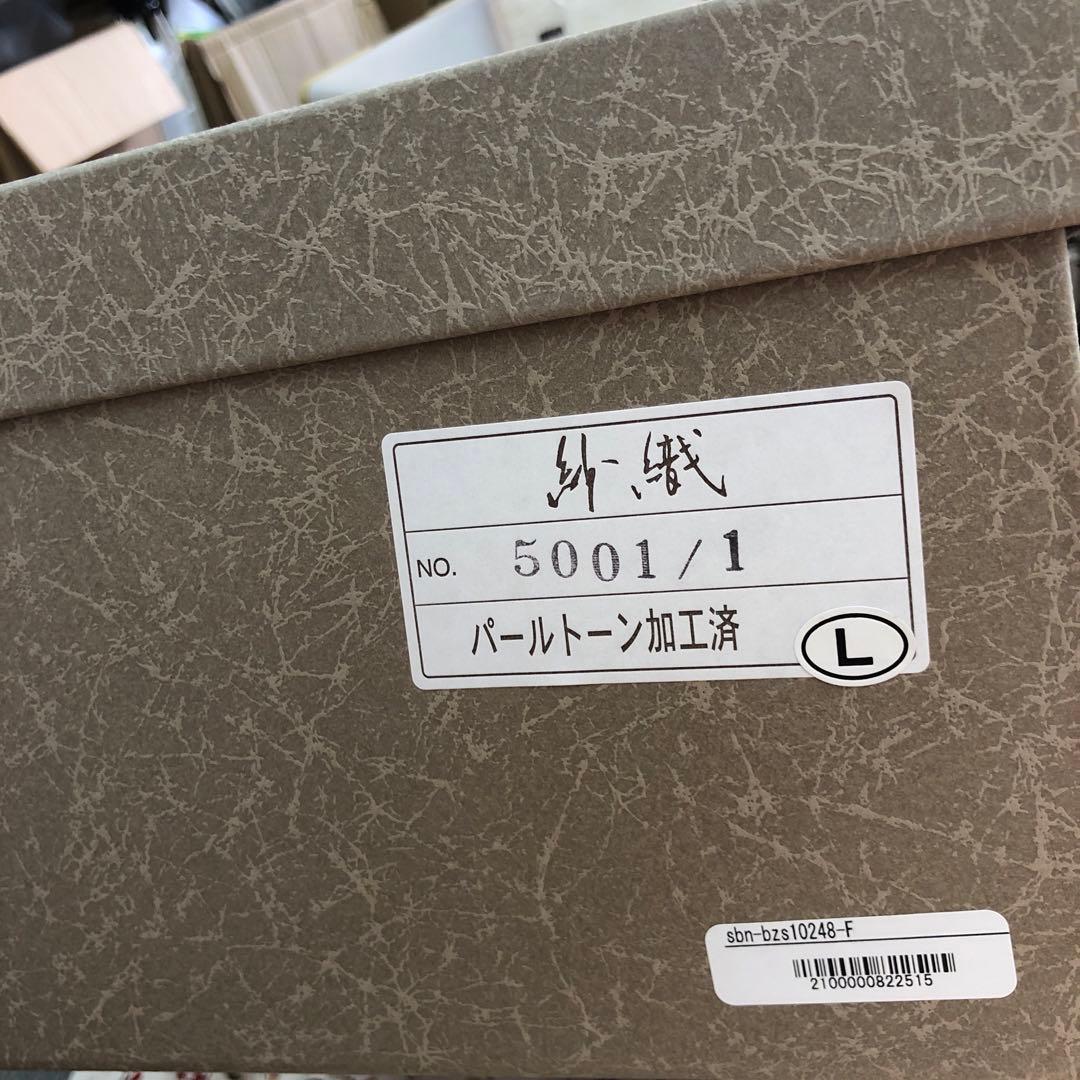 紗織
NO. 5001/1
パールトーン加工済
L
sbn-bzs10248-F
2100000822515